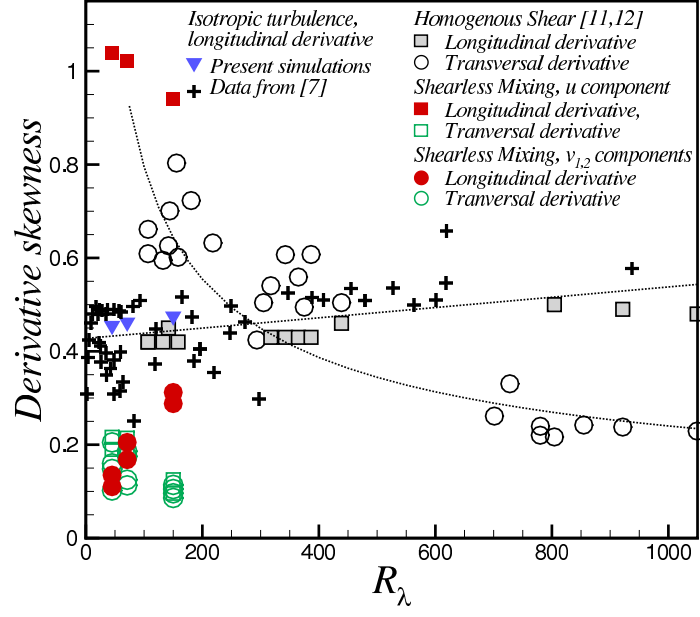 Isotropic turbulence,
longitudinal derivative
Present simulations
Data from [7]
Homogenous Shear [11,12]
Longitudinal derivative
Transversal derivative
Shearless Mixing, u component
Longitudinal derivative,
Tranversal derivative
Shearless Mixing, v1,2 components
Longitudinal derivative
Tranversal derivative
Derivative skewness
1
0.8
0.6
0.4
0.2
0
0 200 400 600 800 1000
Rλ